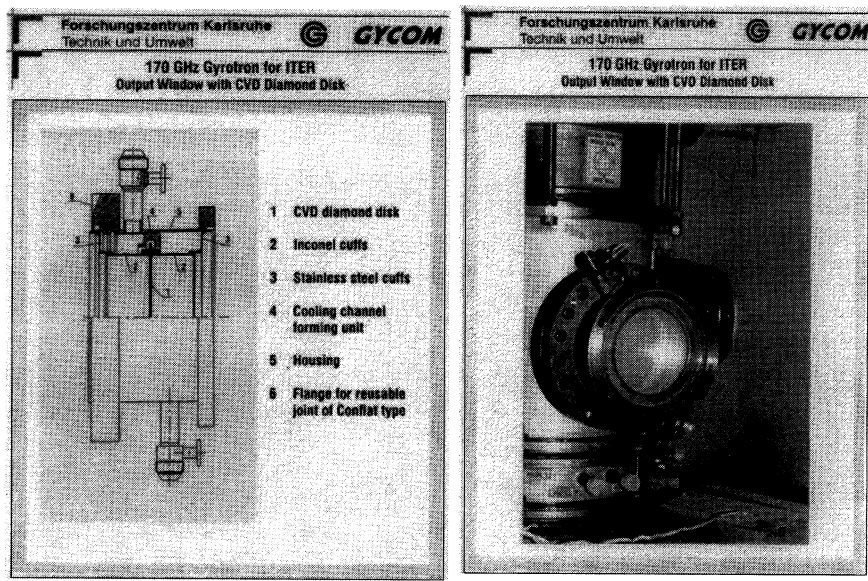 Forschungszentrum Karlsruhe
Technik und Umwelt
GYCOM
170 GHz Gyrotron for ITER
Output Window with CVD Diamond Disk
1 CVD diamond disk
2 Inconel cuffs
3 Stainless steel cuffs
4 Cooling channel
forming unit
5 Housing
6 Flange for reusable
joint of Conflat type
Forschungszentrum Karlsruhe
Technik und Umwelt
GYCOM
170 GHz Gyrotron for ITER
Output Window with CVD Diamond Disk